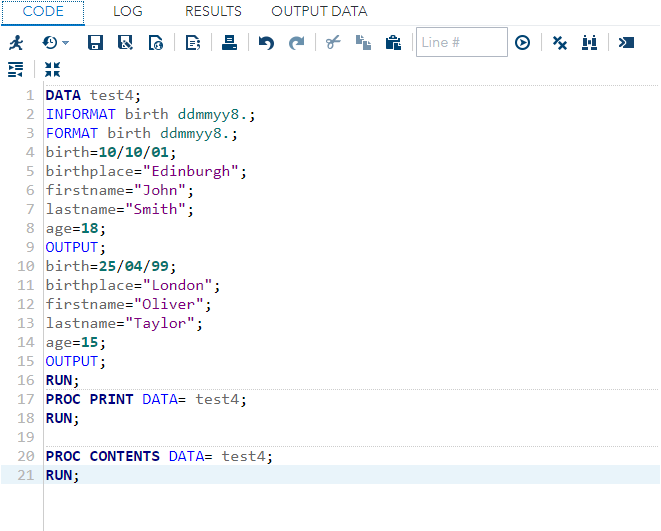 CODE LOG RESULTS OUTPUT DATA
Line #
1 DATA test4;
2 INFORMAT birth ddmmyy8.;
3 FORMAT birth ddmmyy8.;
4 birth=10/10/01;
5 birthplace="Edinburgh";
6 firstname="John";
7 lastname="Smith";
8 age=18;
9 OUTPUT;
10 birth=25/04/99;
11 birthplace="London";
12 firstname="Oliver";
13 lastname="Taylor";
14 age=15;
15 OUTPUT;
16 RUN;
17 PROC PRINT DATA= test4;
18 RUN;
19
20 PROC CONTENTS DATA= test4;
21 RUN;